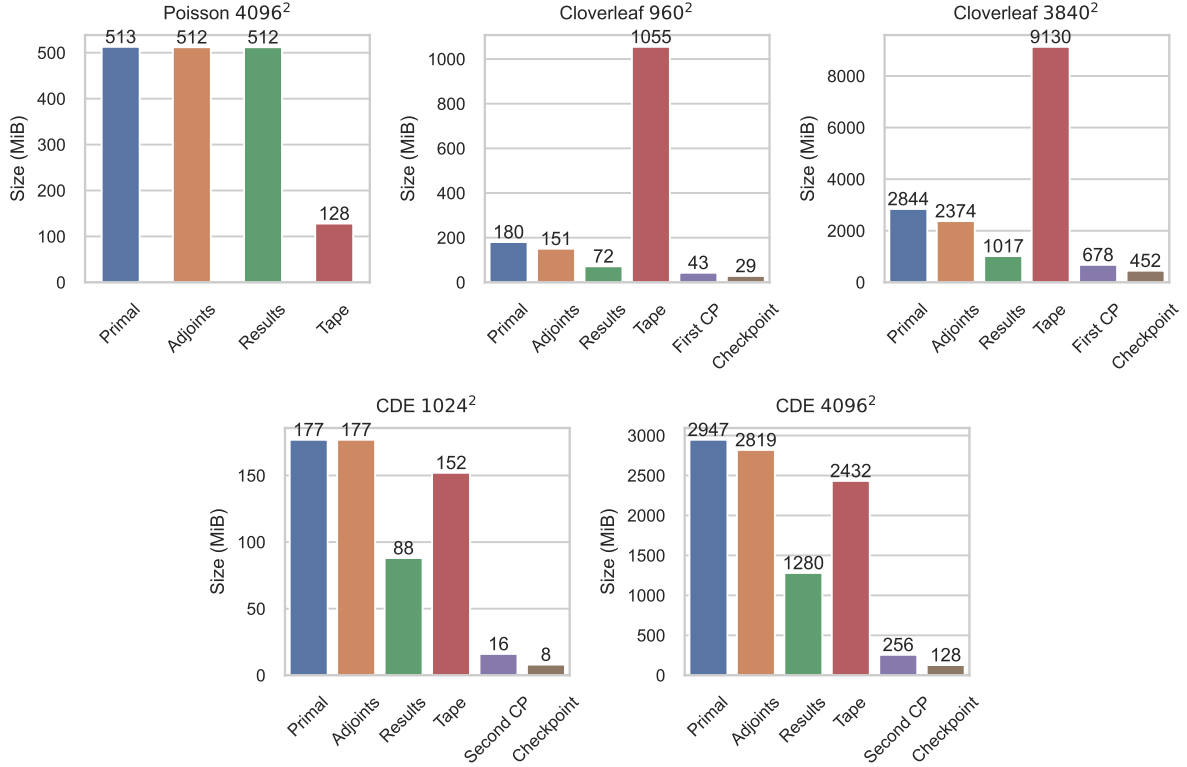 Poisson 4096²
Size (MiB)
500
400
300
200
100
0
513
512
512
128
Primal
Adjoints
Results
Tape
Cloverleaf 960²
Size (MiB)
1000
800
600
400
200
0
180
151
72
1055
43
29
Primal
Adjoints
Results
Tape
First CP
Checkpoint
Cloverleaf 3840²
Size (MiB)
8000
6000
4000
2000
0
2844
2374
1017
9130
678
452
Primal
Adjoints
Results
Tape
First CP
Checkpoint
CDE 1024²
Size (MiB)
150
100
50
0
177
177
88
152
16
8
Primal
Adjoints
Results
Tape
Second CP
Checkpoint
CDE 4096²
Size (MiB)
3000
2500
2000
1500
1000
500
0
2947
2819
1280
2432
256
128
Primal
Adjoints
Results
Tape
Second CP
Checkpoint